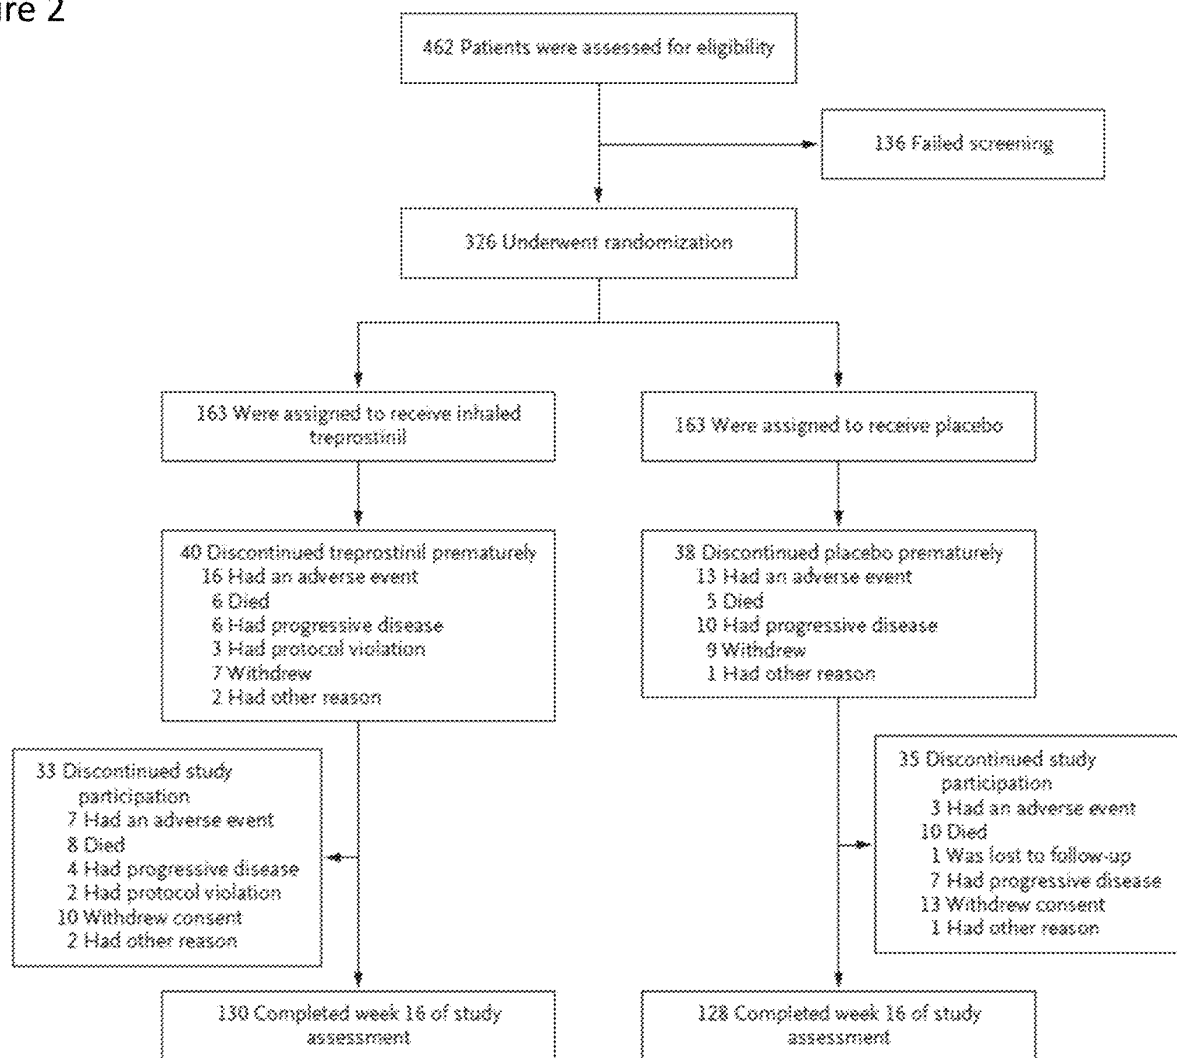 ure 2
462 Patients were assessed for eligibility
136 Failed screening
326 Underwent randomization
163 Were assigned to receive inhaled
treprostinil
163 Were assigned to receive placebo
40 Discontinued treprostinil prematurely
16 Had an adverse event
6 Died
6 Had progressive disease
3 Had protocol violation
7 Withdrew
2 Had other reason
38 Discontinued placebo prematurely
13 Had an adverse event
5 Died
10 Had progressive disease
9 Withdrew
1 Had other reason
33 Discontinued study
participation
7 Had an adverse event
8 Died
4 Had progressive disease
2 Had protocol violation
10 Withdrew consent
2 Had other reason
35 Discontinued study
participation
3 Had an adverse event
10 Died
1 Was lost to follow-up
7 Had progressive disease
13 Withdrew consent
1 Had other reason
130 Completed week 16 of study
assessment
128 Completed week 16 of study
assessment